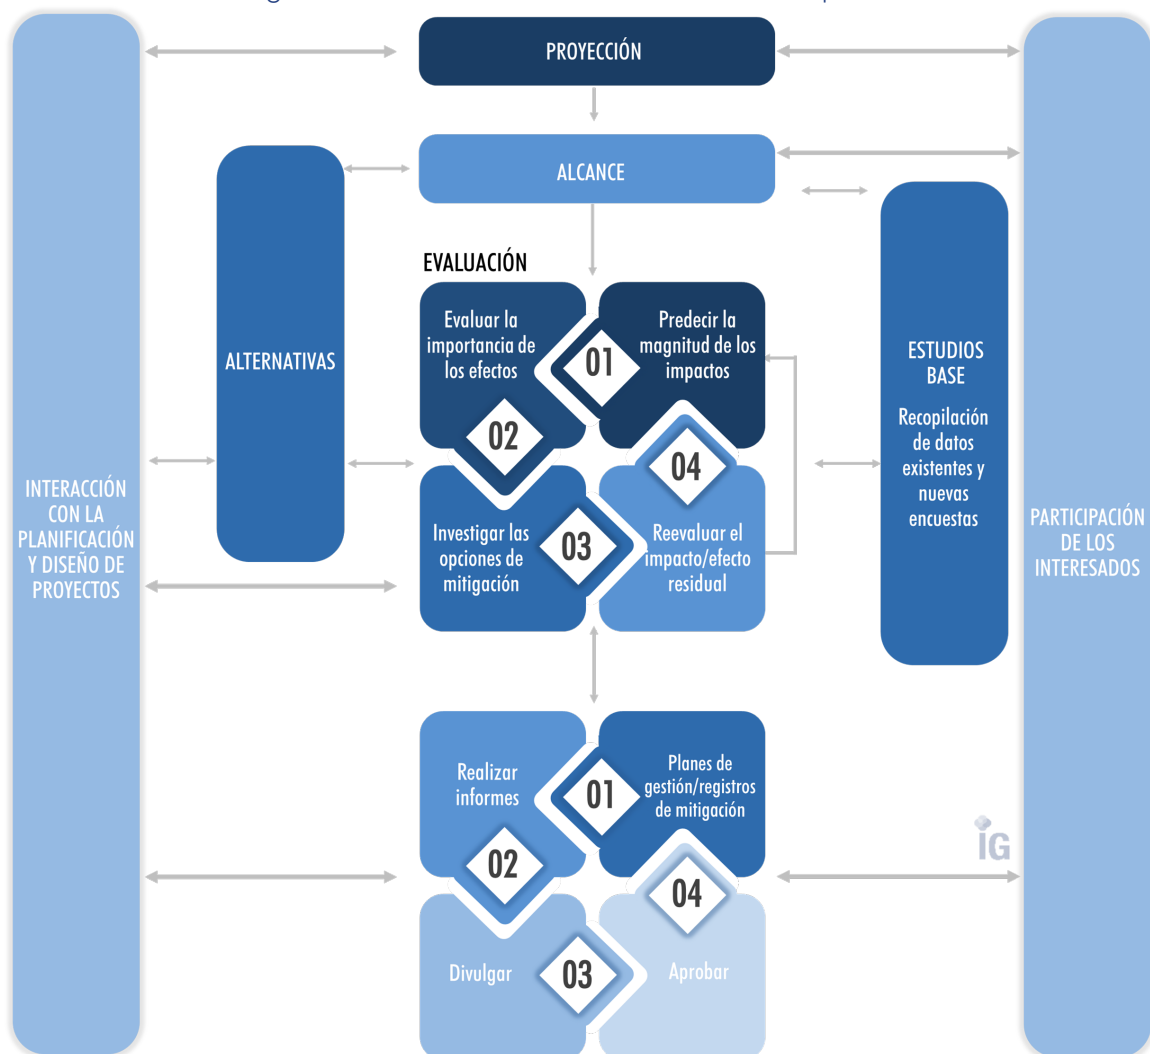 PROYECCIÓN
ALCANCE
EVALUACIÓN
Evaluar la
importancia de
los efectos
01
Predecir la
magnitud de los
impactos
02
04
Investigar las
opciones de
mitigación
03
Reevaluar el
impacto/efecto
residual
ALTERNATIVAS
ESTUDIOS
BASE
Recopilación
de datos
existentes y
nuevas
encuestas
INTERACCIÓN
CON LA
PLANIFICACIÓN
Y DISEÑO DE
PROYECTOS
PARTICIPACIÓN
DE LOS
INTERESADOS
Realizar
informes
01
Planes de
gestión/registros
de mitigación
02
04
Divulgar
03
Aprobar
IG